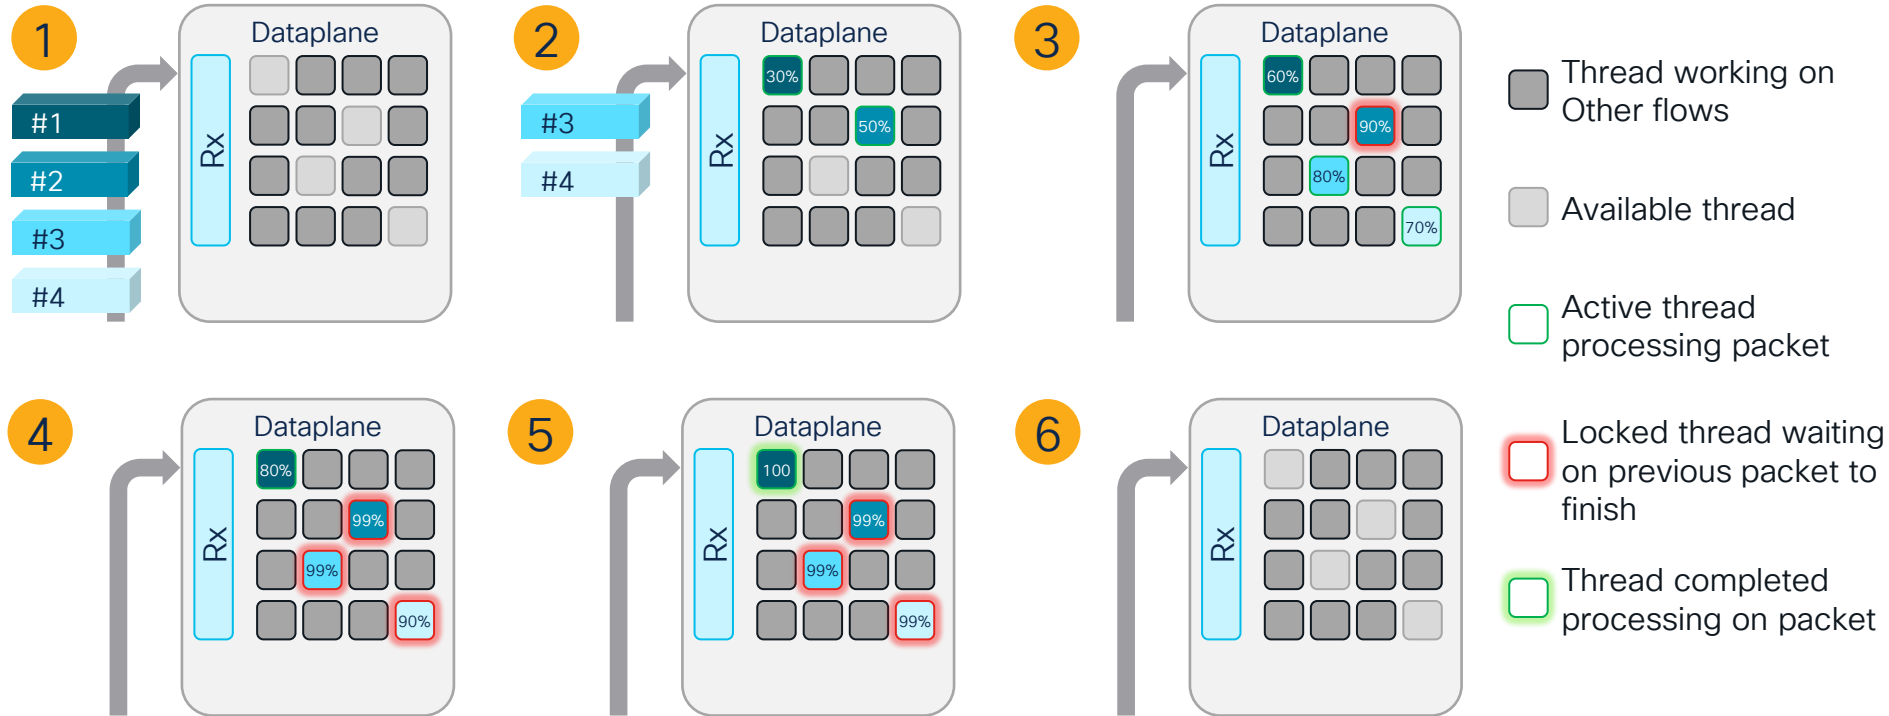 1
Dataplane
Rx
#1
#2
#3
#4
2
Dataplane
Rx
#3
#4
30%
50%
3
Dataplane
Rx
60%
90%
80%
70%
Thread working on
Other flows
Available thread
Active thread
processing packet
Locked thread waiting
on previous packet to
finish
Thread completed
processing on packet
4
Dataplane
Rx
80%
99%
99%
90%
5
Dataplane
Rx
100
99%
99%
99%
6
Dataplane
Rx